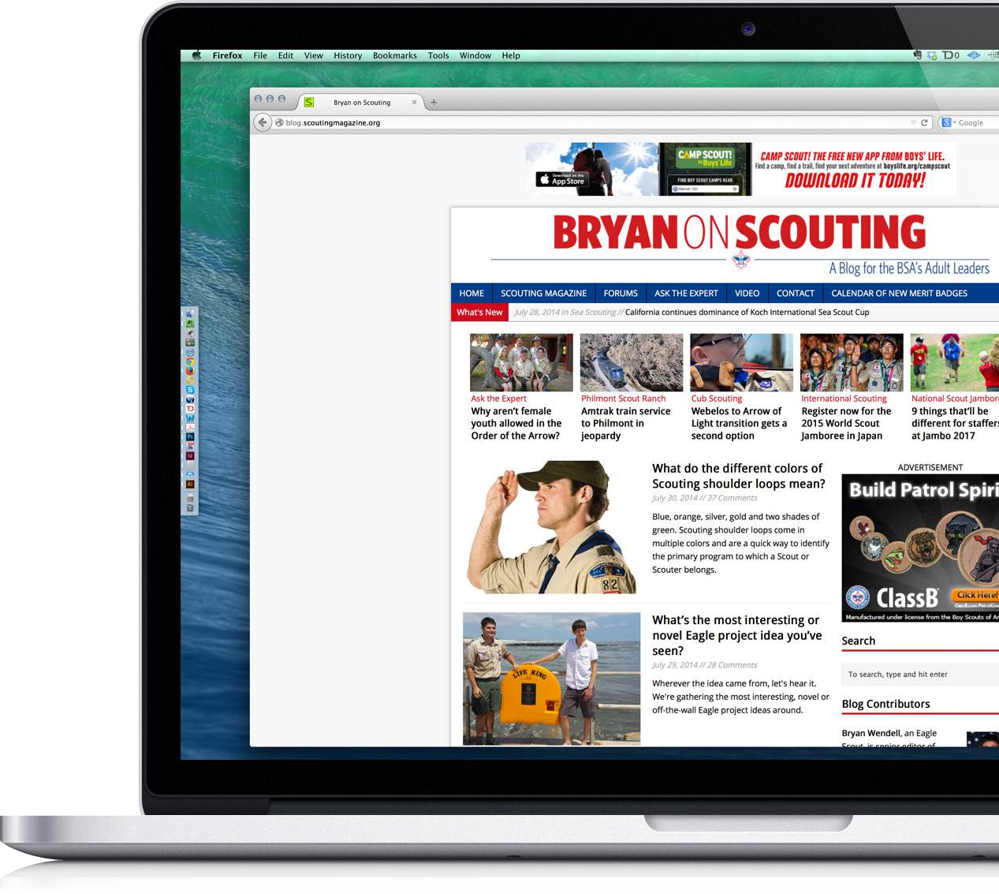 Firefox File Edit View History Bookmarks Tools Window Help
Bryan on Scouting
blog.scoutingmagazine.org
Google
Download on the
App Store
CAMP SCOUT!
by Boys' Life
FIND BOY SCOUT CAMPS NEAR:
Denver, CO
CAMP SCOUT! THE FREE NEW APP FROM BOYS' LIFE.
Find a camp, find a trail, find your next adventure at boyslife.org/campscout
DOWNLOAD IT TODAY!
BRYAN ON SCOUTING
A Blog for the BSA's Adult Leaders
HOME SCOUTING MAGAZINE FORUMS ASK THE EXPERT VIDEO CONTACT CALENDAR OF NEW MERIT BADGES
What's New July 28, 2014 in Sea Scouting // California continues dominance of Koch International Sea Scout Cup
Ask the Expert
Why aren't female
youth allowed in the
Order of the Arrow?
Philmont Scout Ranch
Amtrak train service
to Philmont in
jeopardy
Cub Scouting
Webelos to Arrow of
Light transition gets a
second option
International Scouting
Register now for the
2015 World Scout
Jamboree in Japan
National Scout Jambor
9 things that'll be
different for staffers
at Jambo 2017
What do the different colors of
Scouting shoulder loops mean?
July 30, 2014 // 37 Comments
Blue, orange, silver, gold and two shades of
green. Scouting shoulder loops come in
multiple colors and are a quick way to identify
the primary program to which a Scout or
Scouter belongs.
82
What's the most interesting or
novel Eagle project idea you've
seen?
July 29, 2014 // 28 Comments
Wherever the idea came from, let's hear it.
We're gathering the most interesting, novel or
off-the-wall Eagle project ideas around.
LIFE RING
ADVERTISEMENT
Build Patrol Spiri
ClassB
Click Here!
Manufactured under license from the Boy Scouts of
Search
To search, type and hit enter
Blog Contributors
Bryan Wendell, an Eagle
Scout, is senior editor of